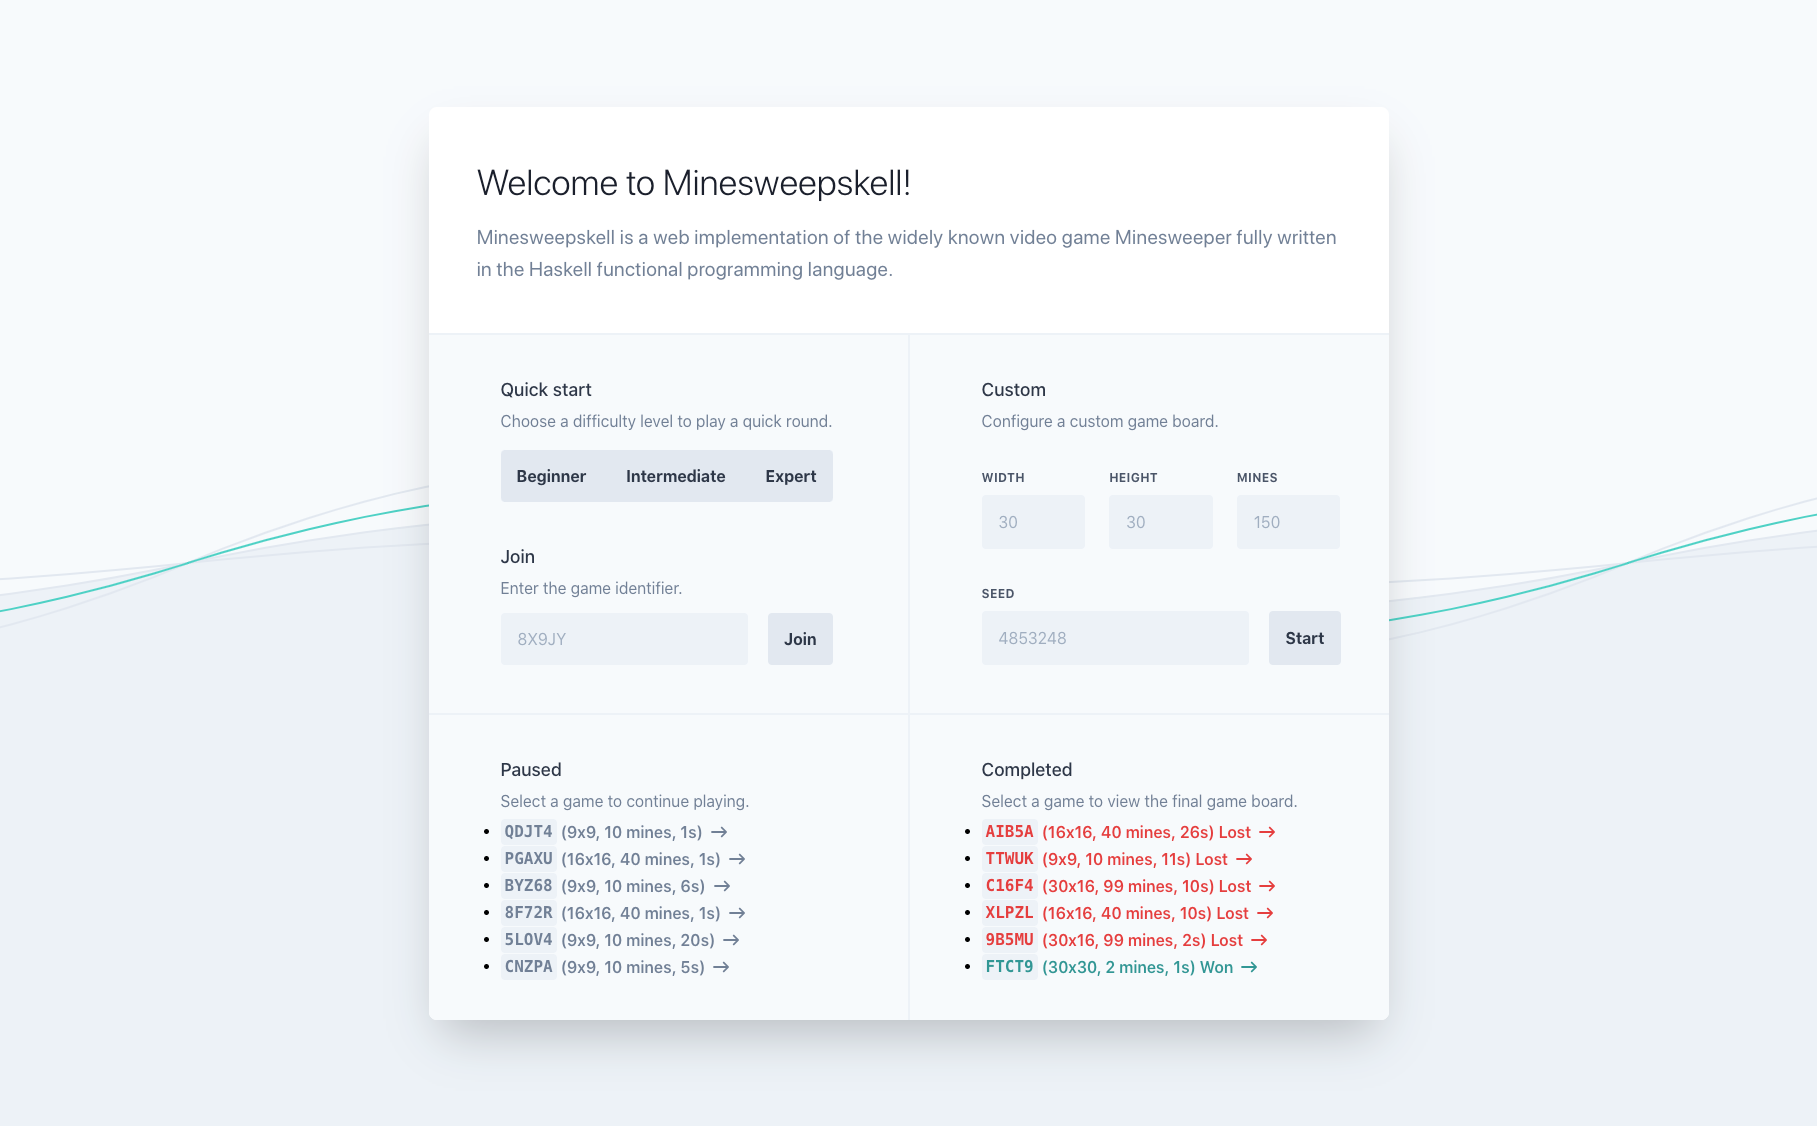 Welcome to Minesweepskell!
Minesweepskell is a web implementation of the widely known video game Minesweeper fully written
in the Haskell functional programming language.
Quick start
Choose a difficulty level to play a quick round.
Beginner Intermediate Expert
Join
Enter the game identifier.
8X9JY Join
Custom
Configure a custom game board.
WIDTH HEIGHT MINES
30 30 150
SEED
4853248 Start
Paused
Select a game to continue playing.
• QDJT4 (9x9, 10 mines, 1s) →
• PGAXU (16x16, 40 mines, 1s) →
• BYZ68 (9x9, 10 mines, 6s) →
• 8F72R (16x16, 40 mines, 1s) →
• 5LOV4 (9x9, 10 mines, 20s) →
• CNZPA (9x9, 10 mines, 5s) →
Completed
Select a game to view the final game board.
• AIB5A (16x16, 40 mines, 26s) Lost →
• TTWUK (9x9, 10 mines, 11s) Lost →
• C16F4 (30x16, 99 mines, 10s) Lost →
• XLPZL (16x16, 40 mines, 10s) Lost →
• 9B5MU (30x16, 99 mines, 2s) Lost →
• FTCT9 (30x30, 2 mines, 1s) Won →